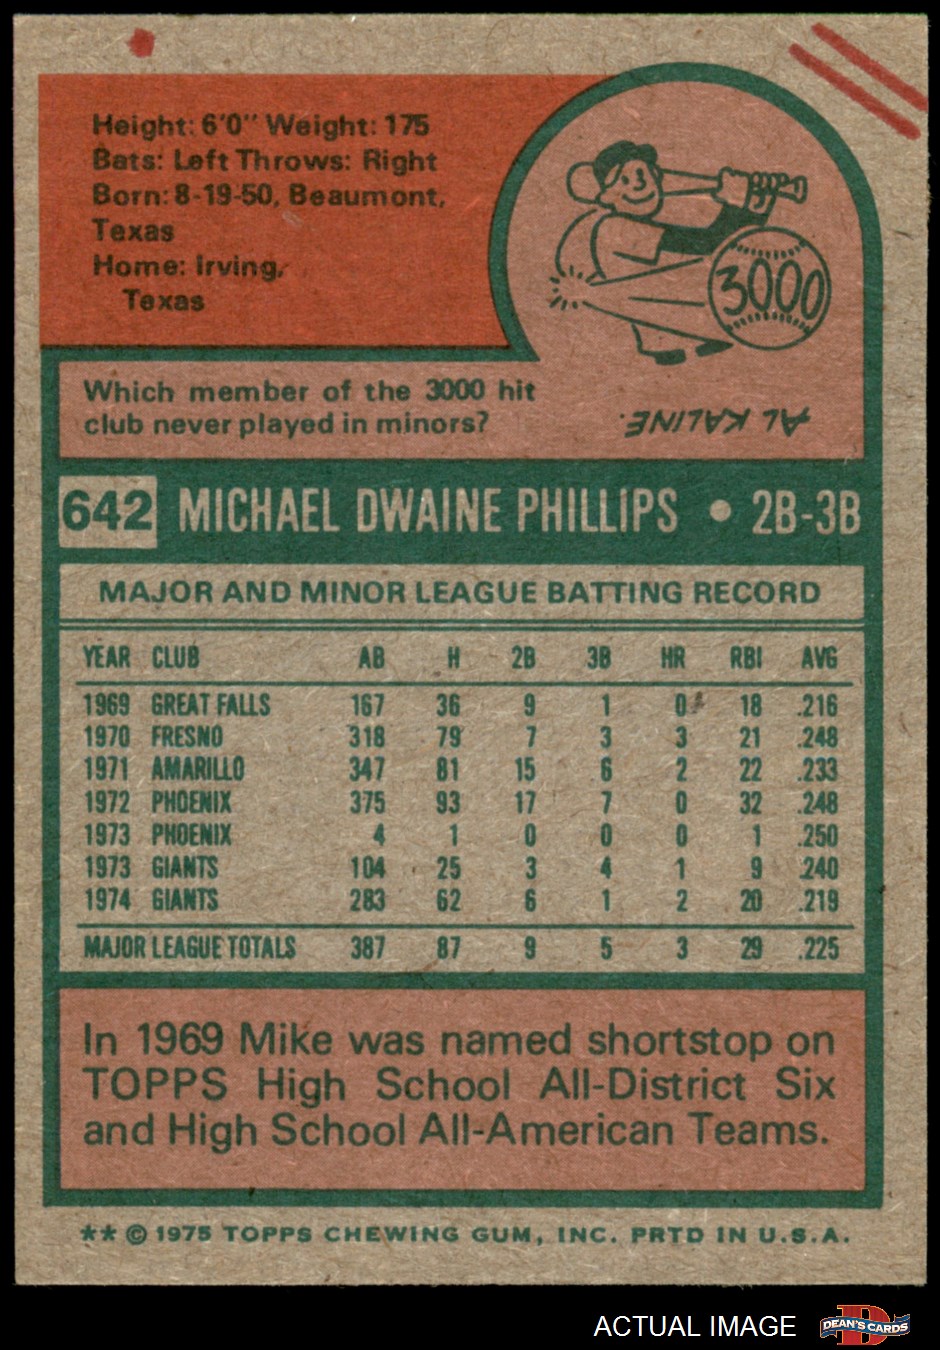 Height: 6'0" Weight: 175
Bats: Left Throws: Right
Born: 8-19-50, Beaumont,
Texas
Home: Irving,
Texas
3000
Which member of the 3000 hit
club never played in minors?
AL KALINE.
642 MICHAEL DWAINE PHILLIPS • 2B-3B
MAJOR AND MINOR LEAGUE BATTING RECORD
YEAR CLUB AB H 2B 3B HR RBI AVG
1969 GREAT FALLS 167 36 9 1 0 18 .216
1970 FRESNO 318 79 7 3 3 21 .248
1971 AMARILLO 347 81 15 6 2 22 .233
1972 PHOENIX 375 93 17 7 0 32 .248
1973 PHOENIX 4 1 0 0 0 1 .250
1973 GIANTS 104 25 3 4 1 9 .240
1974 GIANTS 283 62 6 1 2 20 .219
MAJOR LEAGUE TOTALS 387 87 9 5 3 29 .225
In 1969 Mike was named shortstop on
TOPPS High School All-District Six
and High School All-American Teams.
** © 1975 TOPPS CHEWING GUM, INC. PRTD IN U.S.A.
ACTUAL IMAGE
D
DEAN'S CARDS